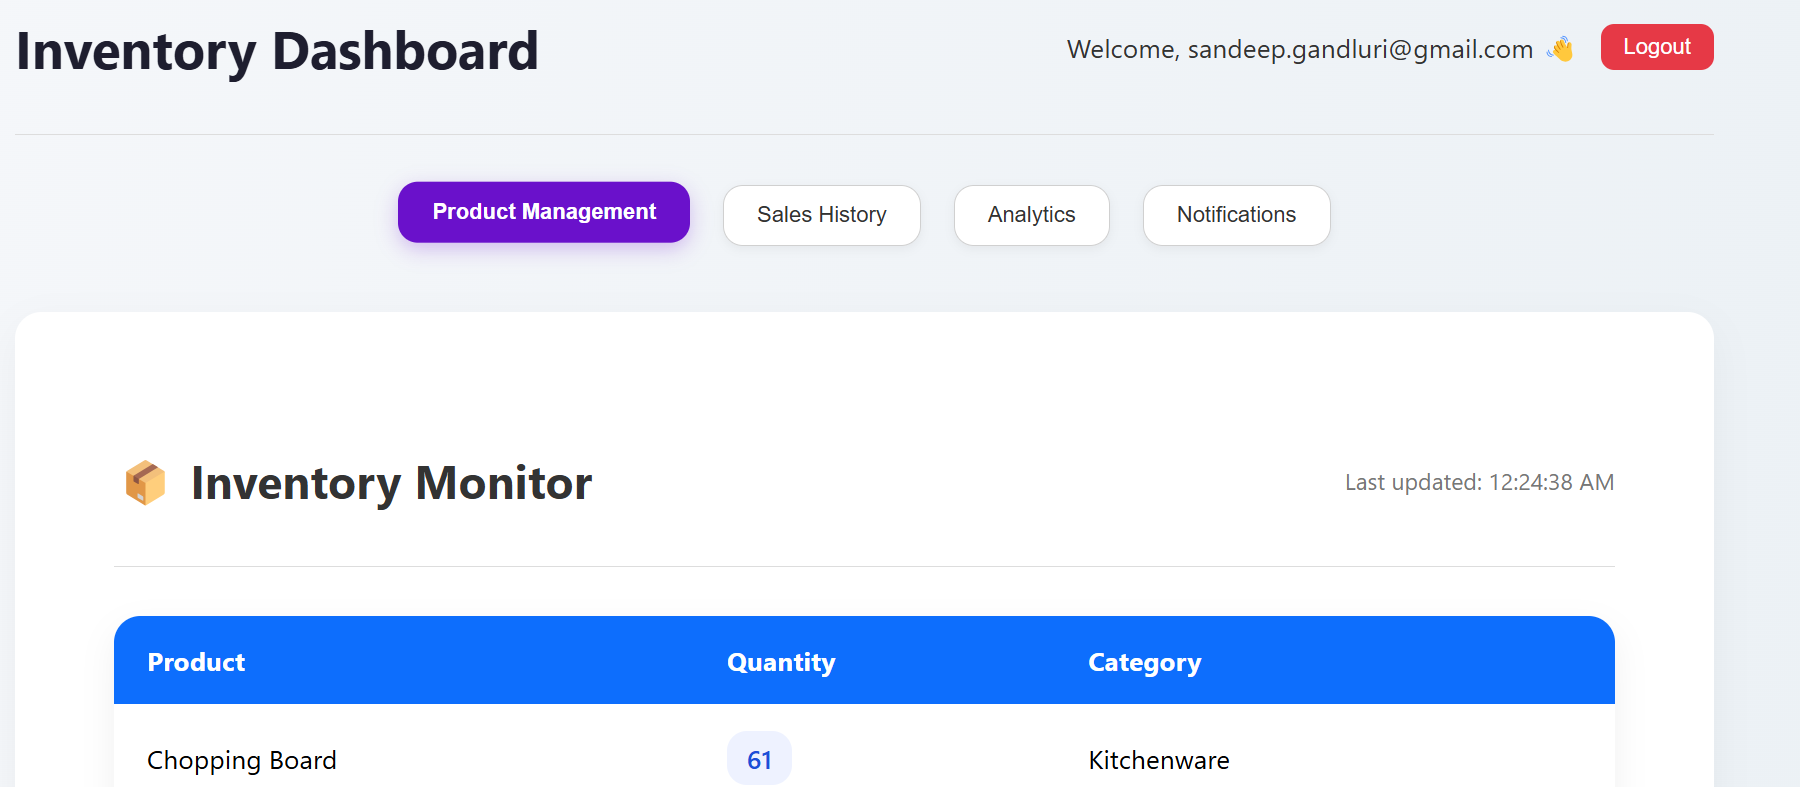 Inventory Dashboard
Welcome, sandeep.gandluri@gmail.com 👋
Logout
Product Management
Sales History
Analytics
Notifications
📦 Inventory Monitor
Last updated: 12:24:38 AM
Product Quantity Category
Chopping Board 61 Kitchenware